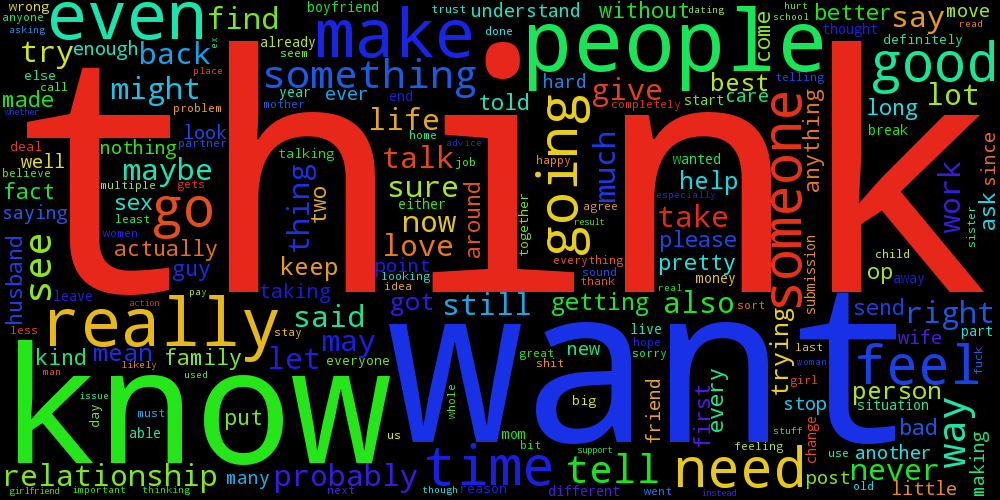 wrong
anyone
asking
even
try
enough
back
find
ex
boyfriend
already
seem
make
trust
understand
dating
done
people
without
come
hurt
school
better
thought
say
move
read
definitely
good
else
call
made
might
place
problem
something
year
ever
end
mother
told
hard
give
completely
best
care
start
telling
lot
long
break
since
think
deal
well
believe
fact
saying
nothing
maybe
look
partner
multiple
gets
sex
least
women
actually
go
guy
talking
thing
two
keep
life
home
talk
job
advice
sure
either
now
love
around
point
looking
idea
together
going
happy
agree
result
everything
sound
thank
much
wanted
help
especially
take
please
pretty
money
real
someone
anything
submission
work
ask
sister
child
op
away
husband
see
leave
action
pay
taking
got
still
getting
also
sort
send
right
really
less
stay
said
may
let
everyone
want
live
hope
sorry
new
great
shit
trying
last
woman
girl
wife
part
feel
fuck
kind
mean
man
likely
family
used
know
issue
day
must
able
put
us
whole
big
friend
first
every
stop
person
situation
stuff
change
bad
way
mom
bit
support
feeling
use
another
relationship
many
probably
time
tell
need
post
never
making
girlfriend
important
thinking
next
though
reason
different
went
instead
old
little
whether